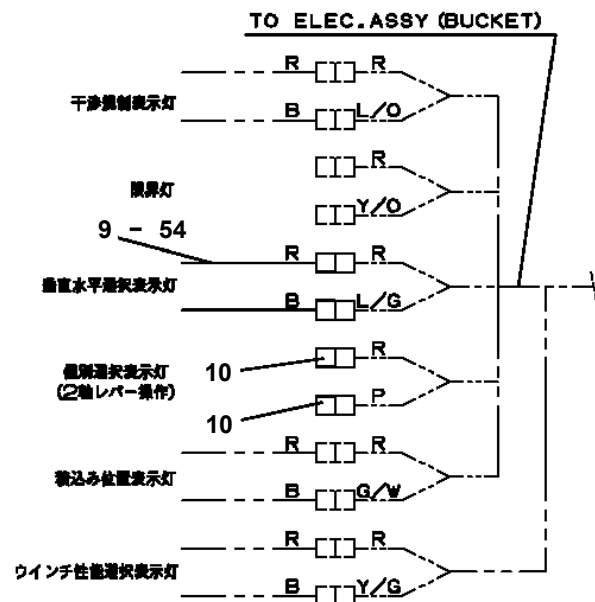 TO ELEC.ASSY (BUCKET)
R R
干渉規制表示灯
B L/O
R
限界灯
Y/O
9 - 54
R R
垂直水平選択表示灯
B L/G
R
個別選択表示灯
10
(2軸レバー操作)
P
10
R R
積込み位置表示灯
B G/W
R R
ウインチ性能選択表示灯
B Y/G